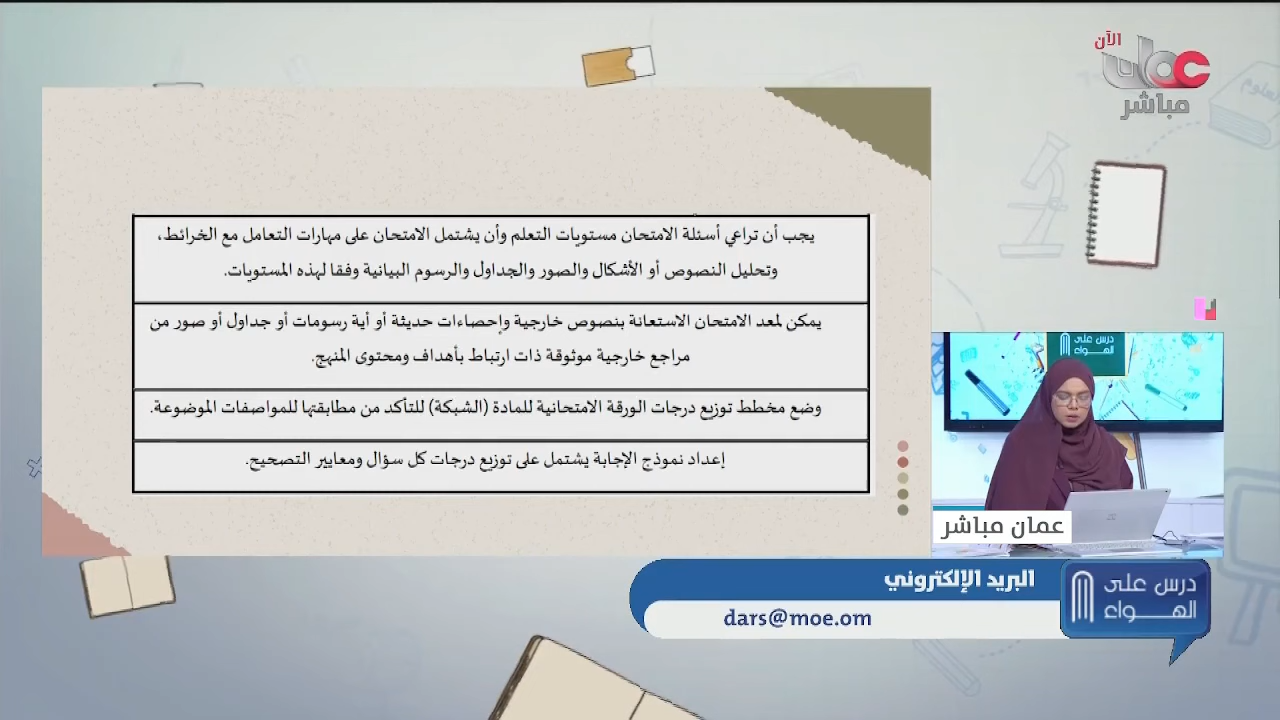 الآن
عمان
مباشر
علوم
يجب أن تراعي أسئلة الامتحان مستويات التعلم وأن يشتمل الامتحان على مهارات التعامل مع الخرائط،
وتحليل النصوص أو الأشكال والصور والجداول والرسوم البيانية وفقا لهذه المستويات.
يمكن لمعد الامتحان الاستعانة بنصوص خارجية وإحصاءات حديثة أو أية رسومات أو جداول أو صور من
مراجع خارجية موثوقة ذات ارتباط بأهداف ومحتوى المنهج.
وضع مخطط توزيع درجات الورقة الامتحانية للمادة (الشبكة) للتأكد من مطابقتها للمواصفات الموضوعة.
إعداد نموذج الإجابة يشتمل على توزيع درجات كل سؤال ومعايير التصحيح.
درس على
الهـواء
عمان مباشر
البريد الإلكتروني
dars@moe.om
درس على
الهـــواء